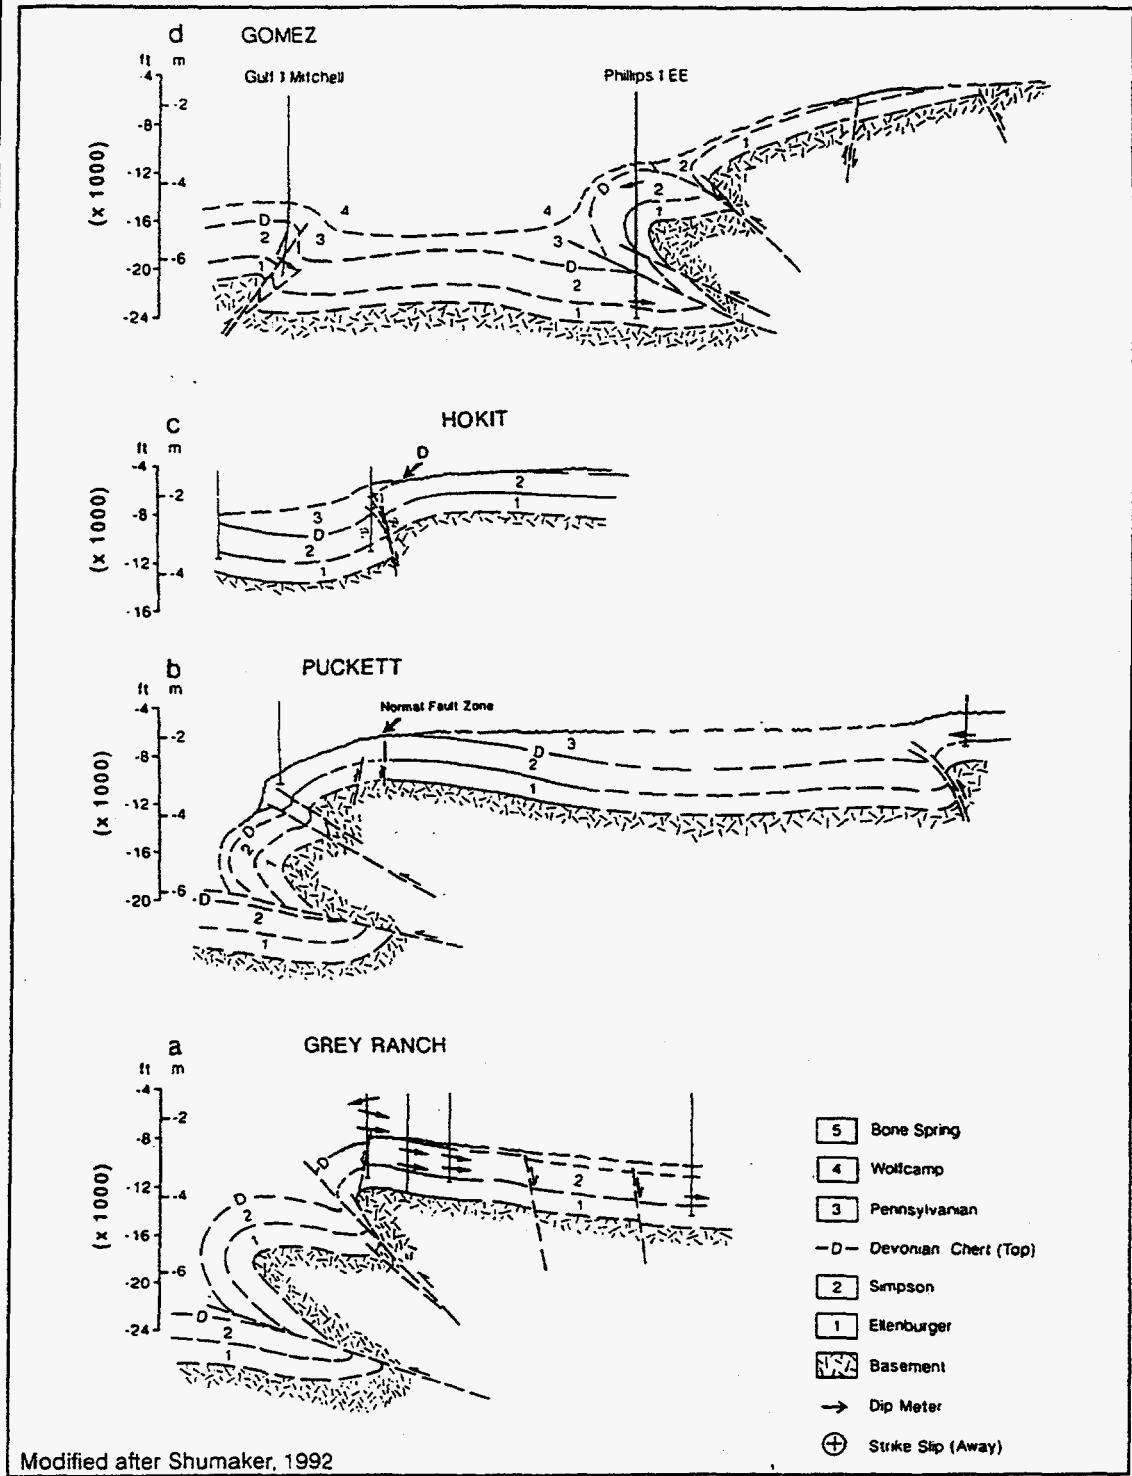 d GOMEZ
ft m
Gulf 1 Mitchell
Phillips 1 EE
-4
-2
-8
-12 -4
-16
-20 -6
-24
(x 1000)
D
2
1
3
4
4
3
D
2
1
D
2
1
2
1
c HOKIT
ft m
-4
-2
-8
-12 -4
-16
(x 1000)
D
3
D
2
1
2
1
b PUCKETT
ft m
Normal Fault Zone
-4
-2
-8
-12
-4
-16
-6
-20
(x 1000)
D
3
2
1
D
2
1
D
2
1
a GREY RANCH
ft m
-4
-2
-8
-12 -4
-16
-6
-20
-24
(x 1000)
D
2
1
D
2
1
D
2
1
5 Bone Spring
4 Wolfcamp
3 Pennsylvanian
-D- Devonian Chert (Top)
2 Simpson
1 Ellenburger
Basement
Dip Meter
Strike Slip (Away)
Modified after Shumaker, 1992